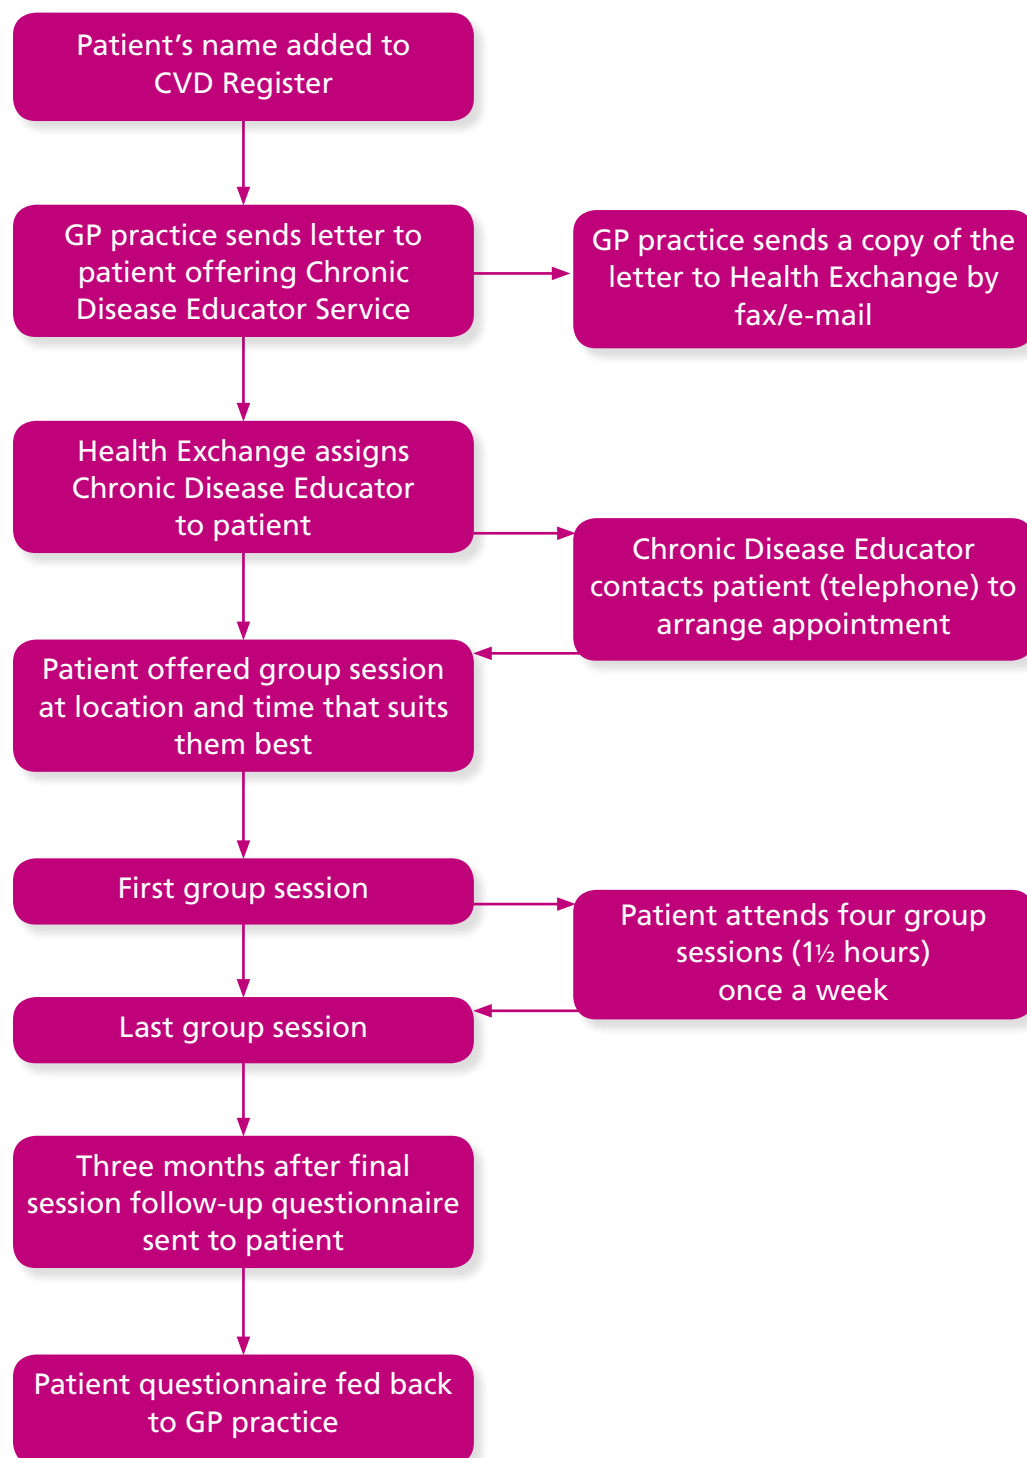 Patient’s name added to
CVD Register
GP practice sends letter to
patient offering Chronic
Disease Educator Service
GP practice sends a copy of the
letter to Health Exchange by
fax/e-mail
Health Exchange assigns
Chronic Disease Educator
to patient
Chronic Disease Educator
contacts patient (telephone) to
arrange appointment
Patient offered group session
at location and time that suits
them best
First group session
Patient attends four group
sessions (1½ hours)
once a week
Last group session
Three months after final
session follow-up questionnaire
sent to patient
Patient questionnaire fed back
to GP practice